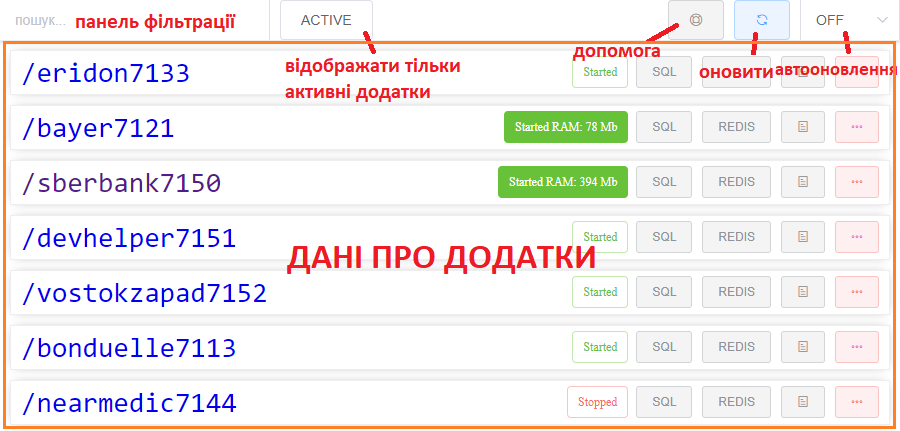 пошук... панель фільтрації ACTIVE OFF
допомога
оновити автооновлення
відображати тільки
активні додатки
/eridon7133 Started SQL
/bayer7121 Started RAM: 78 Mb SQL REDIS
/sberbank7150 Started RAM: 394 Mb SQL REDIS
/devhelper7151 Started SQL REDIS
ДАНІ ПРО ДОДАТКИ
/vostokzapad7152 Started SQL REDIS
/bonduelle7113 Started SQL REDIS
/nearmedic7144 Stopped SQL REDIS